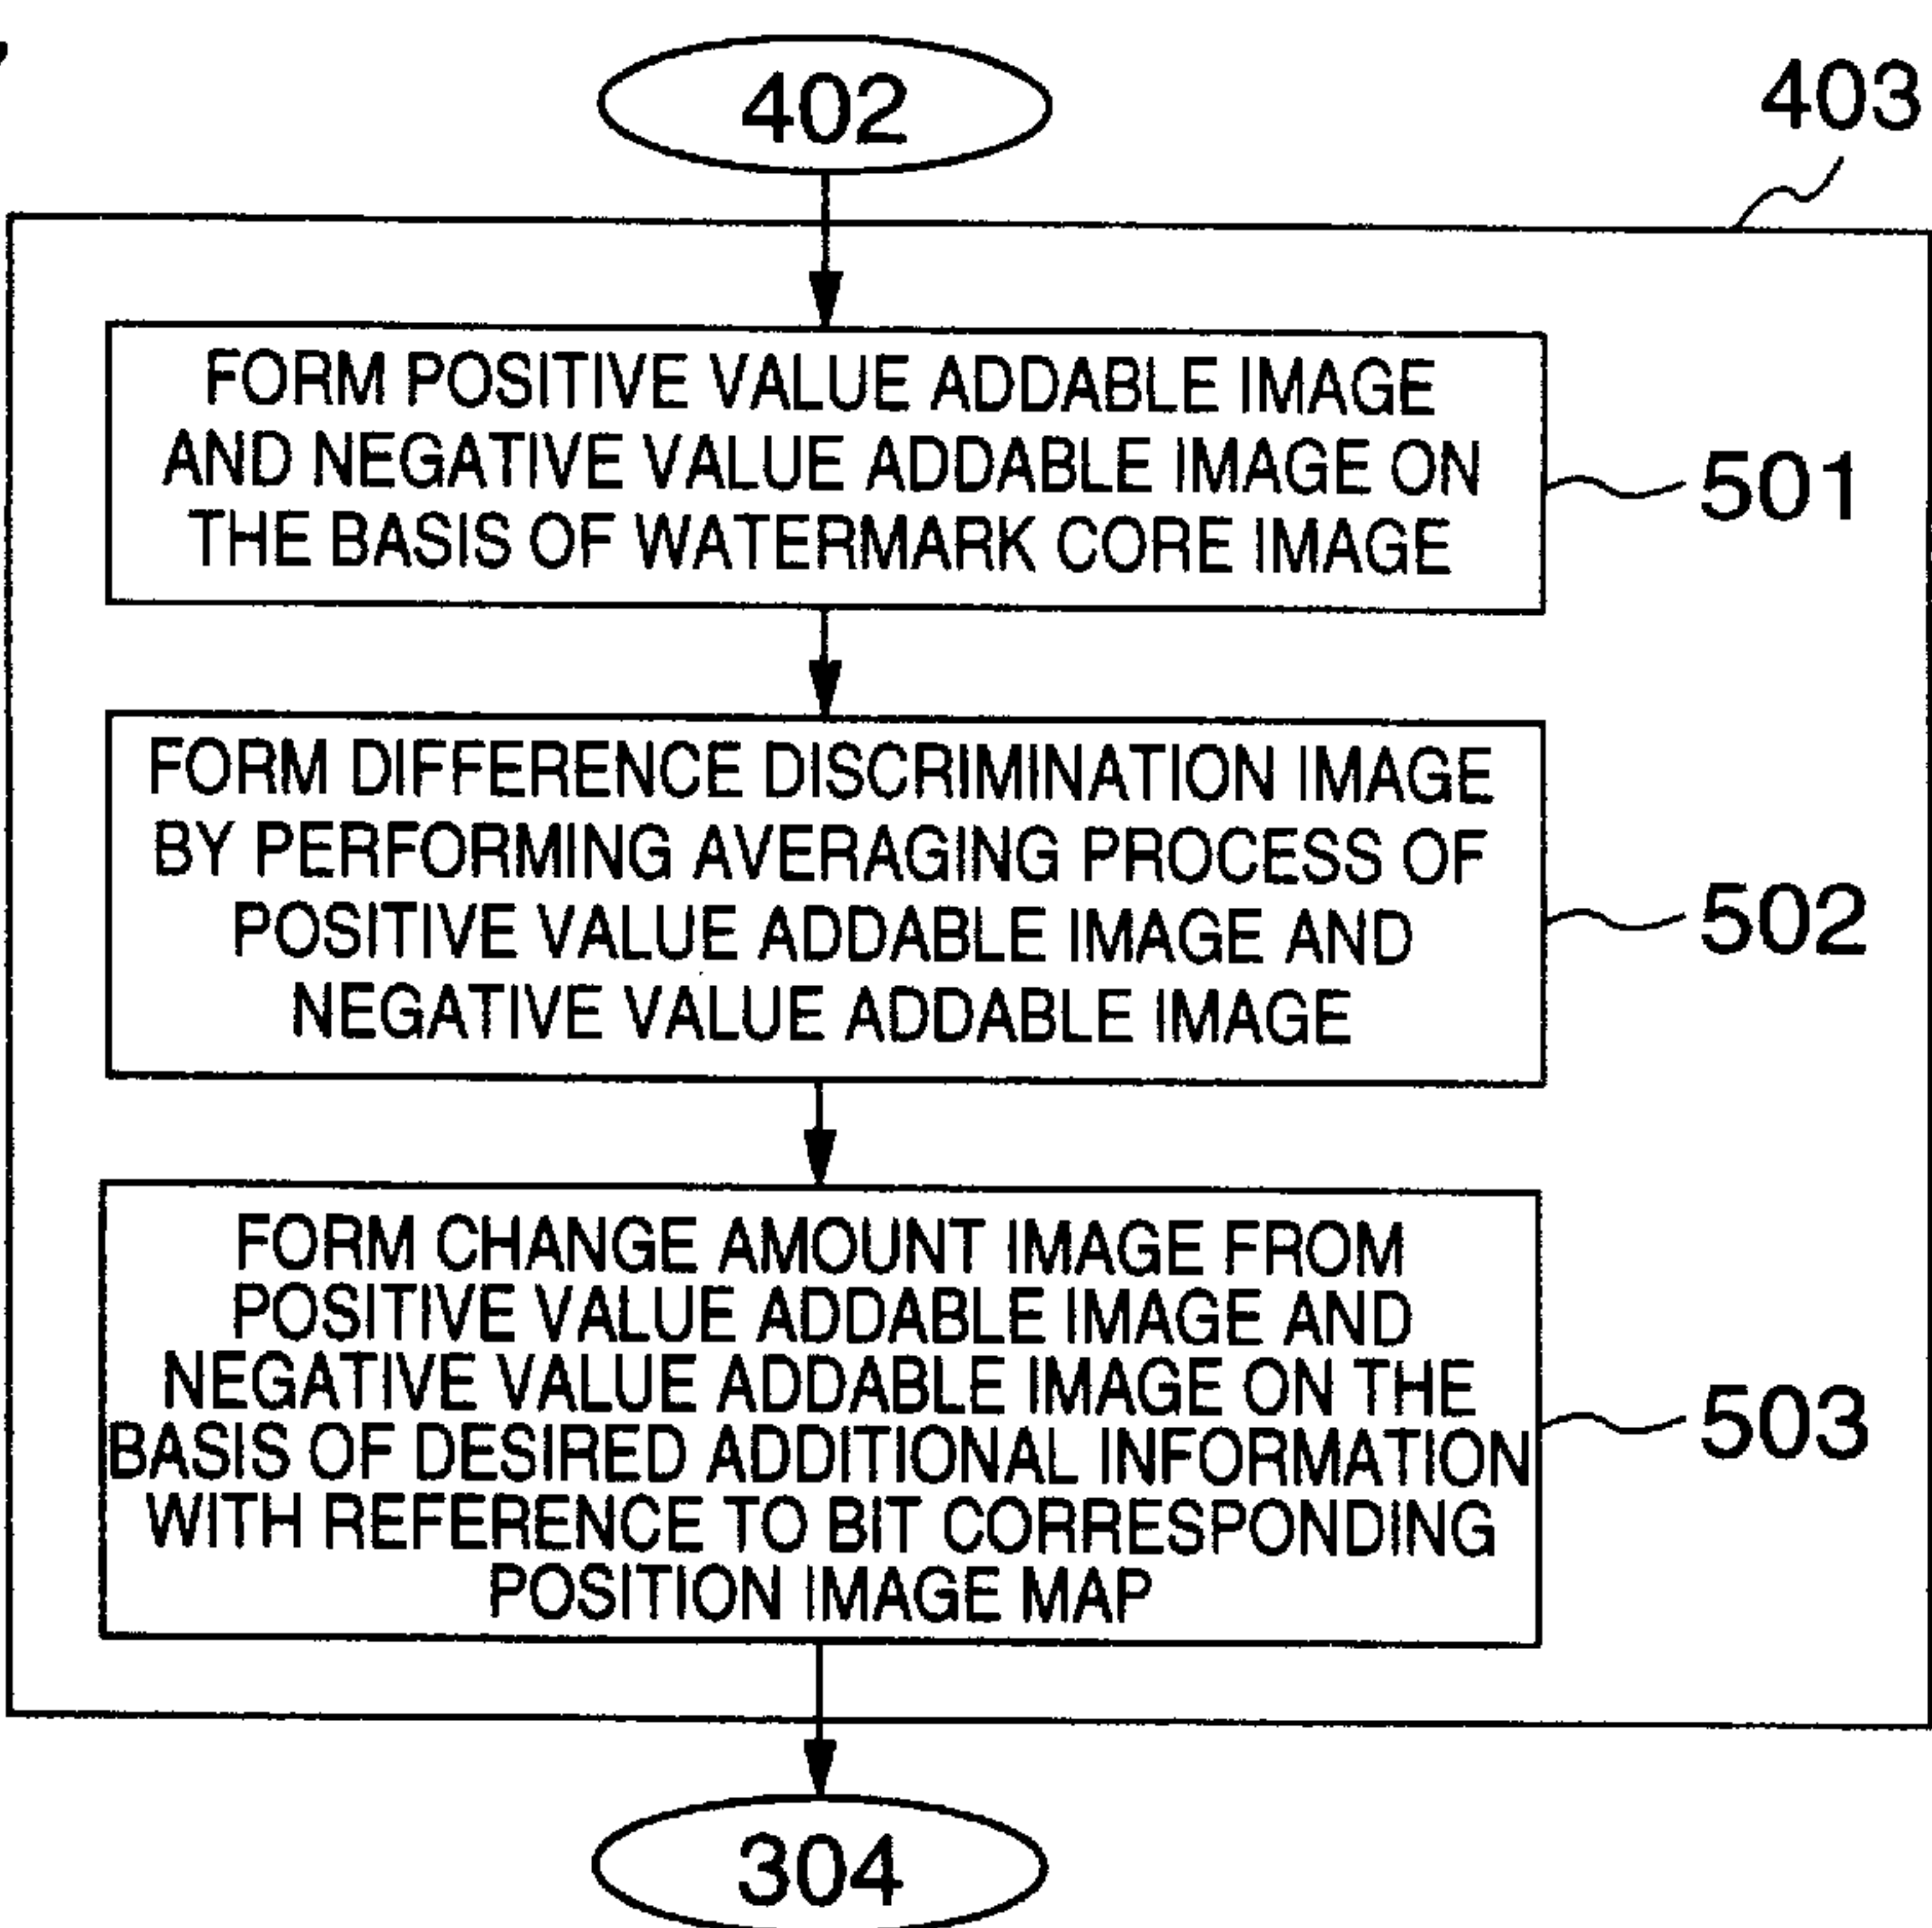 402
403
FORM POSITIVE VALUE ADDABLE IMAGE
AND NEGATIVE VALUE ADDABLE IMAGE ON
THE BASIS OF WATERMARK CORE IMAGE
501
FORM DIFFERENCE DISCRIMINATION IMAGE
BY PERFORMING AVERAGING PROCESS OF
POSITIVE VALUE ADDABLE IMAGE AND
NEGATIVE VALUE ADDABLE IMAGE
502
FORM CHANGE AMOUNT IMAGE FROM
POSITIVE VALUE ADDABLE IMAGE AND
NEGATIVE VALUE ADDABLE IMAGE ON THE
BASIS OF DESIRED ADDITIONAL INFORMATION
WITH REFERENCE TO BIT CORRESPONDING
POSITION IMAGE MAP
503
304